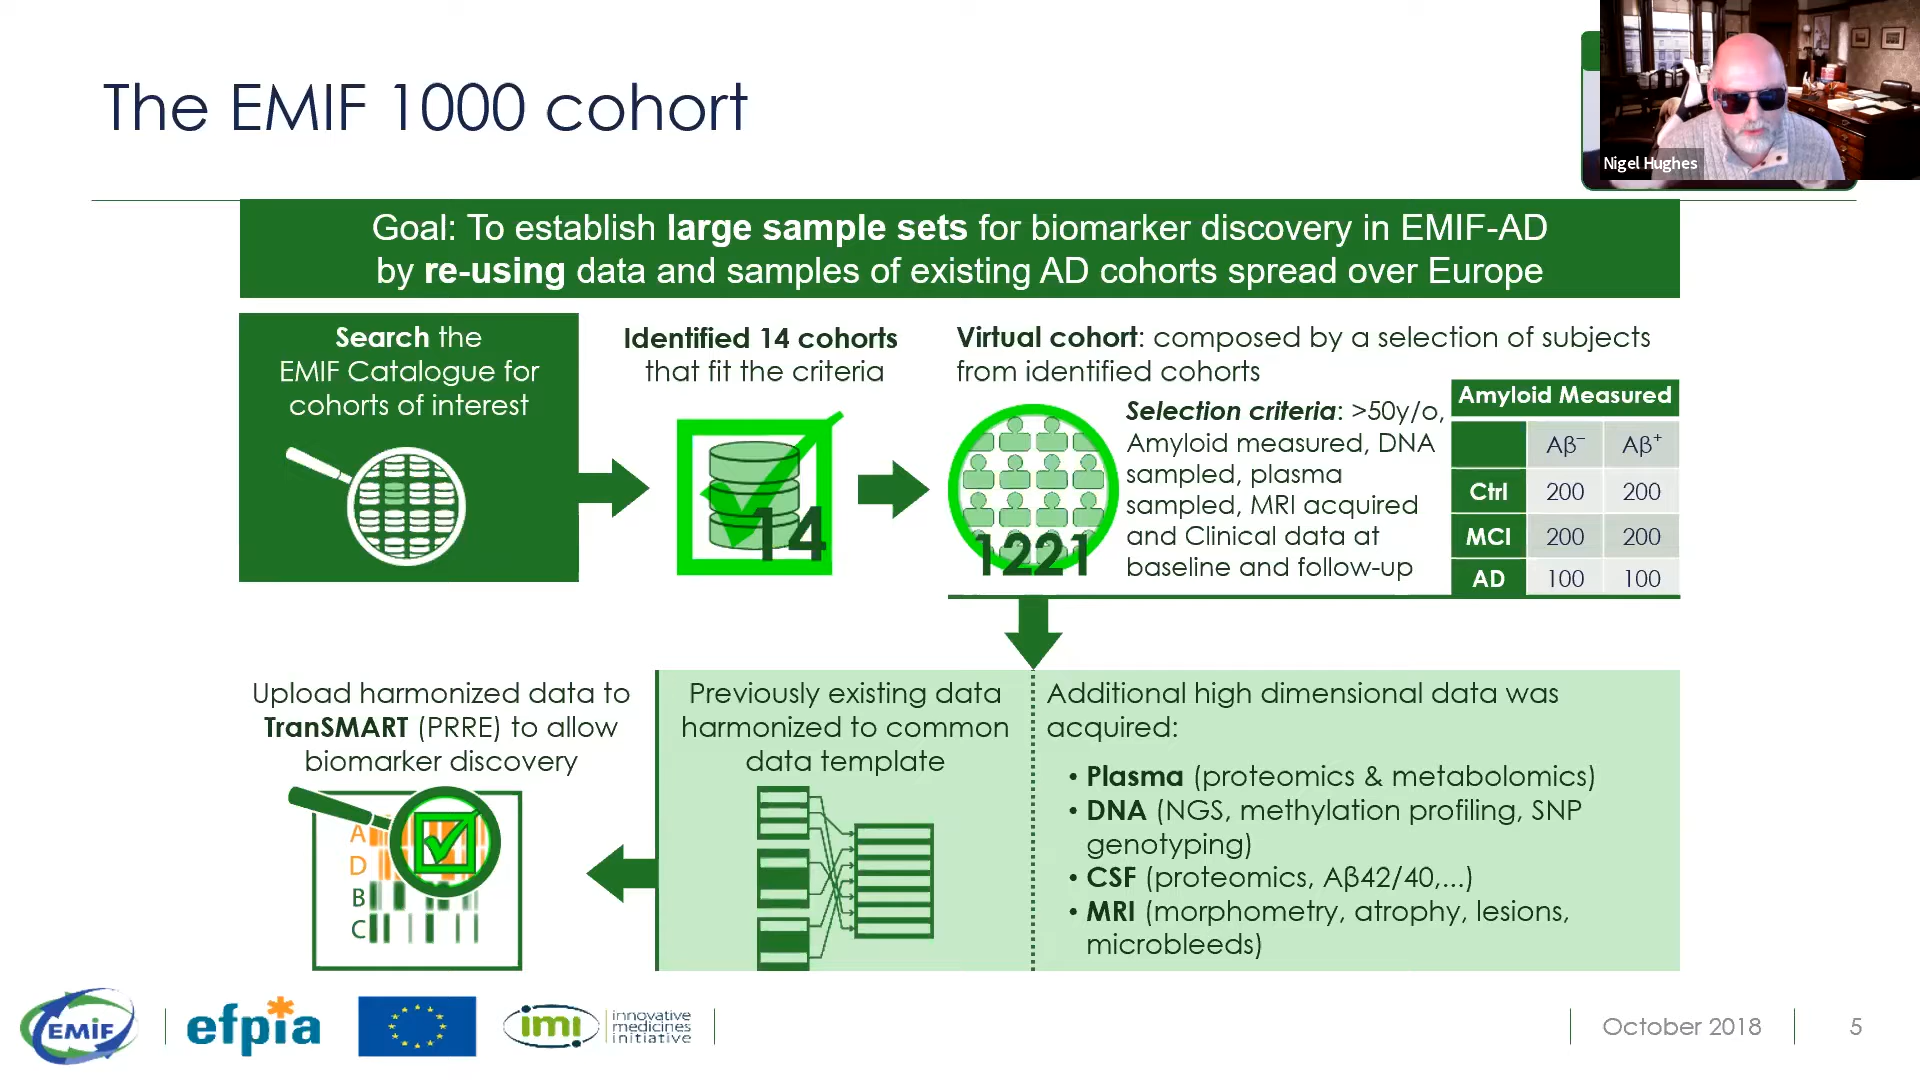 The EMIF 1000 cohort
Nigel Hughes
Goal: To establish large sample sets for biomarker discovery in EMIF-AD
by re-using data and samples of existing AD cohorts spread over Europe
Search the
EMIF Catalogue for
cohorts of interest
Identified 14 cohorts
that fit the criteria
14
Virtual cohort: composed by a selection of subjects
from identified cohorts
1221
Selection criteria: >50y/o,
Amyloid measured, DNA
sampled, plasma
sampled, MRI acquired
and Clinical data at
baseline and follow-up
Amyloid Measured
Aβ⁻ Aβ⁺
Ctrl 200 200
MCI 200 200
AD 100 100
Upload harmonized data to
TranSMART (PRRE) to allow
biomarker discovery
A
D
B
C
Previously existing data
harmonized to common
data template
Additional high dimensional data was
acquired:
• Plasma (proteomics & metabolomics)
• DNA (NGS, methylation profiling, SNP
genotyping)
• CSF (proteomics, Aβ42/40,...)
• MRI (morphometry, atrophy, lesions,
microbleeds)
EMIF
efpia
imi
innovative
medicines
initiative
October 2018
5